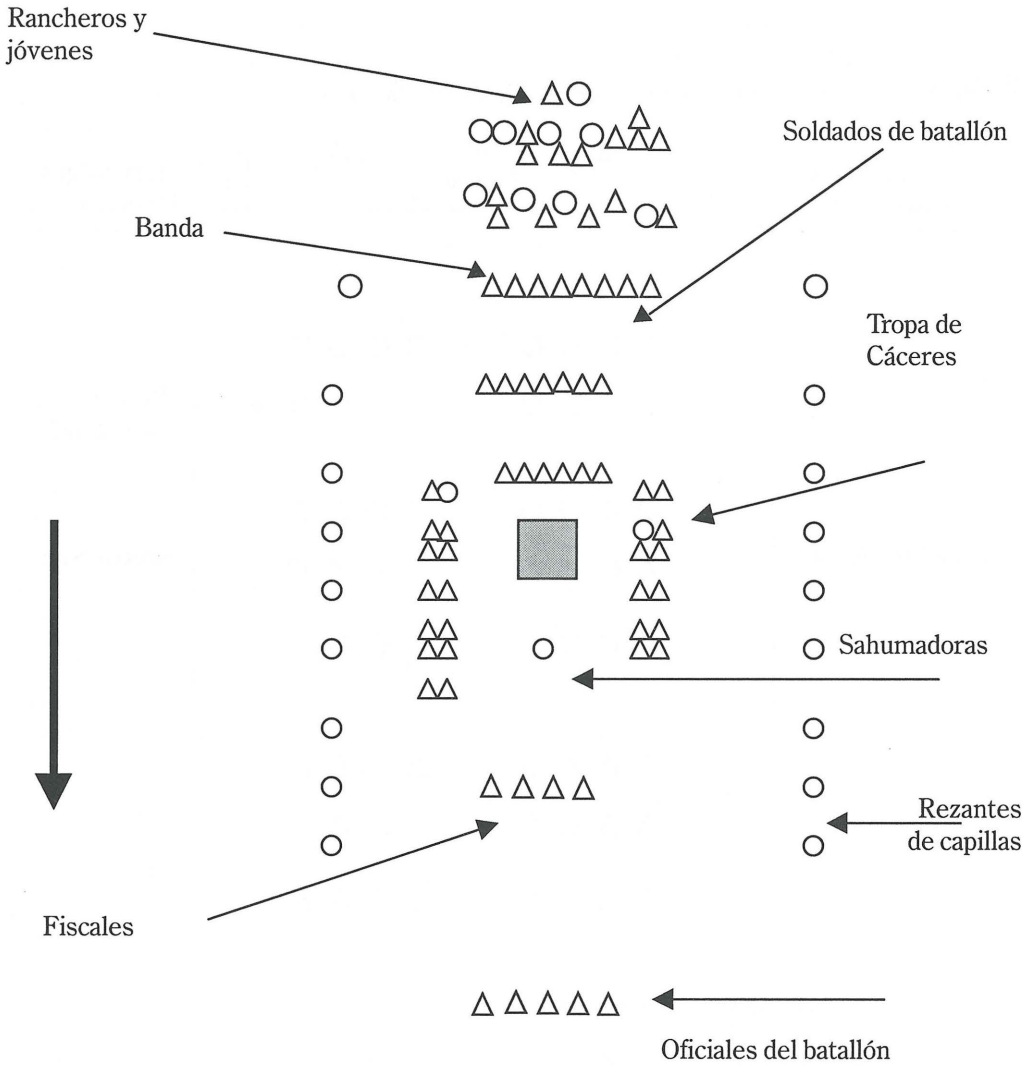 Rancheros y
jóvenes
Soldados de batallón
Banda
Tropa de
Cáceres
Sahumadoras
Rezantes
de capillas
Fiscales
Oficiales del batallón